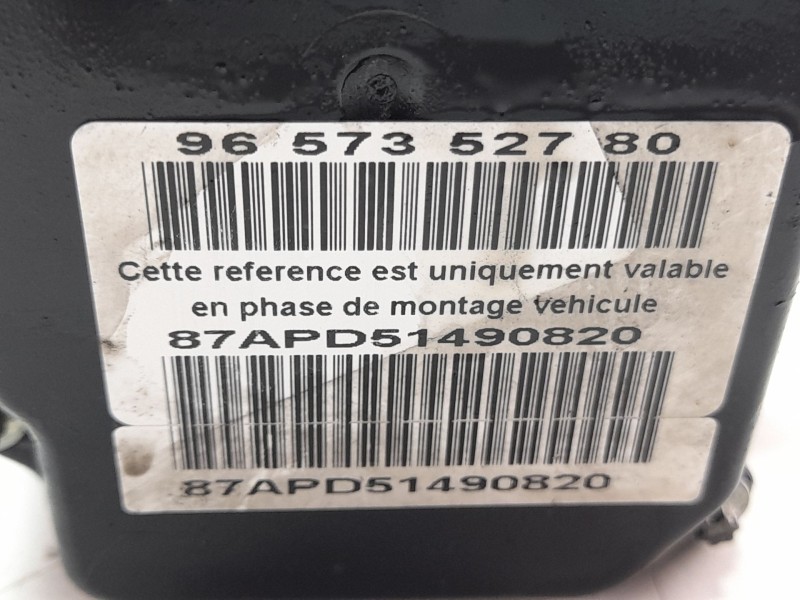 96 573 527 80
Cette reference est uniquement valable
en phase de montage vehicule
87APD51490820
87APD51490820